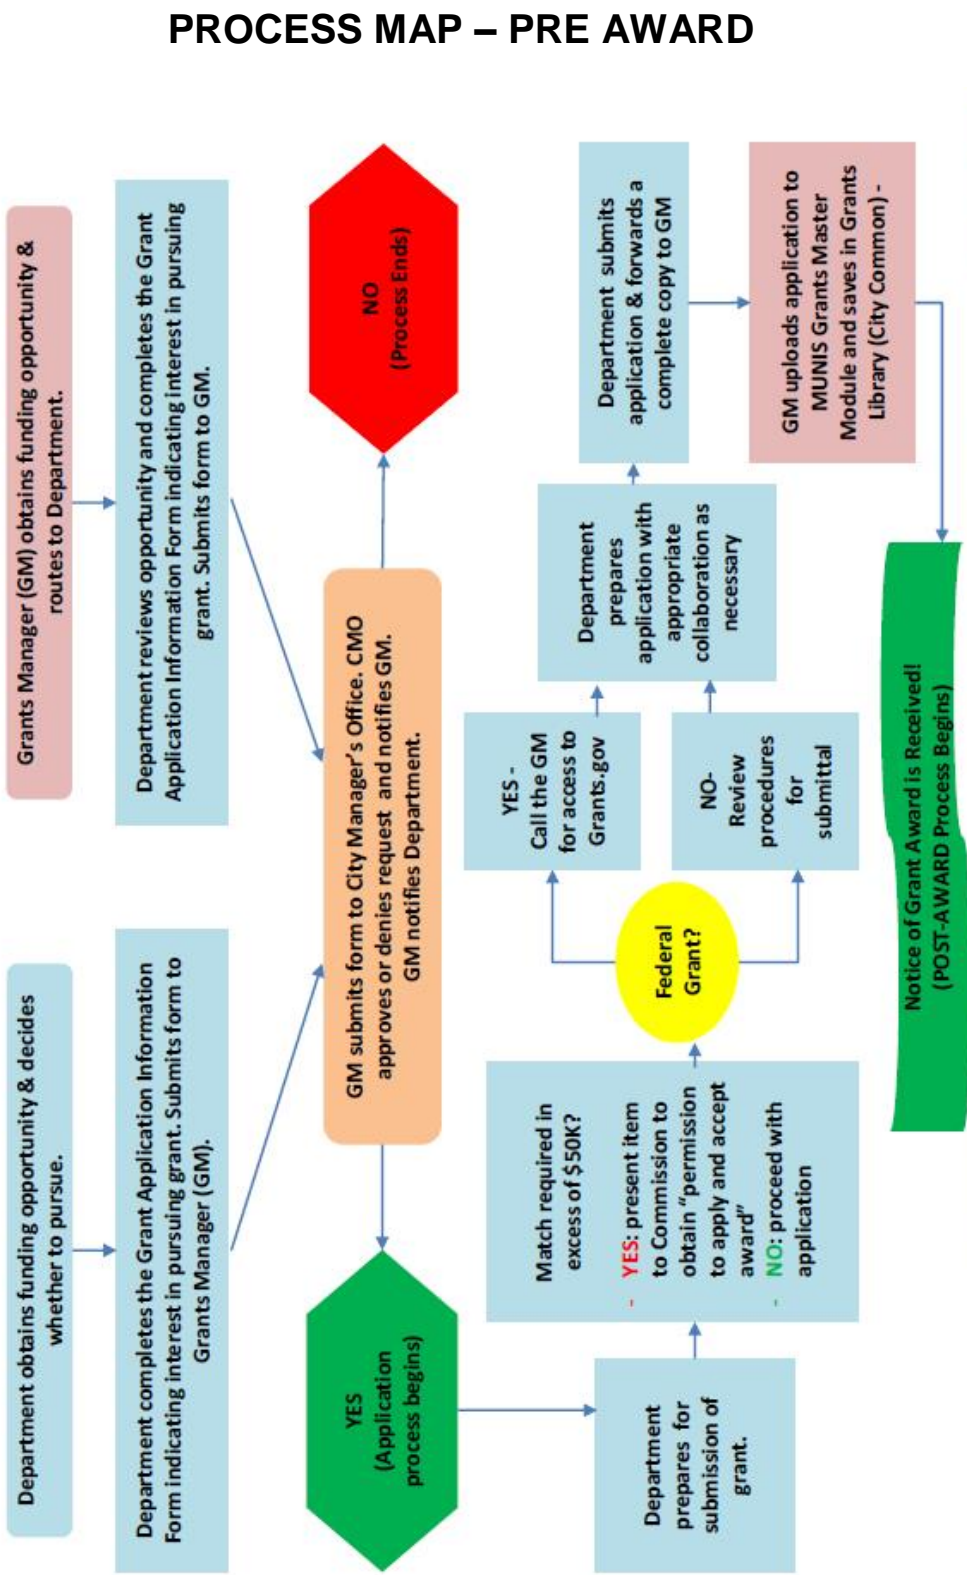 PROCESS MAP – PRE AWARD
Department obtains funding opportunity & decides
whether to pursue.
Grants Manager (GM) obtains funding opportunity &
routes to Department.
Department completes the Grant Application Information
Form indicating interest in pursuing grant. Submits form to
Grants Manager (GM).
Department reviews opportunity and completes the Grant
Application Information Form indicating interest in pursuing
grant. Submits form to GM.
GM submits form to City Manager's Office. CMO
approves or denies request and notifies GM.
GM notifies Department.
YES
(Application
process begins)
NO
(Process Ends)
Department
prepares for
submission of
grant.
Match required in
excess of $50K?
- YES: present item
to Commission to
obtain “permission
to apply and accept
award”
- NO: proceed with
application
Federal
Grant?
YES -
Call the GM
for access to
Grants.gov
NO-
Review
procedures
for
submittal
Department
prepares
application with
appropriate
collaboration as
necessary
Department submits
application & forwards a
complete copy to GM
GM uploads application to
MUNIS Grants Master
Module and saves in Grants
Library (City Common) -
Notice of Grant Award is Received!
(POST-AWARD Process Begins)